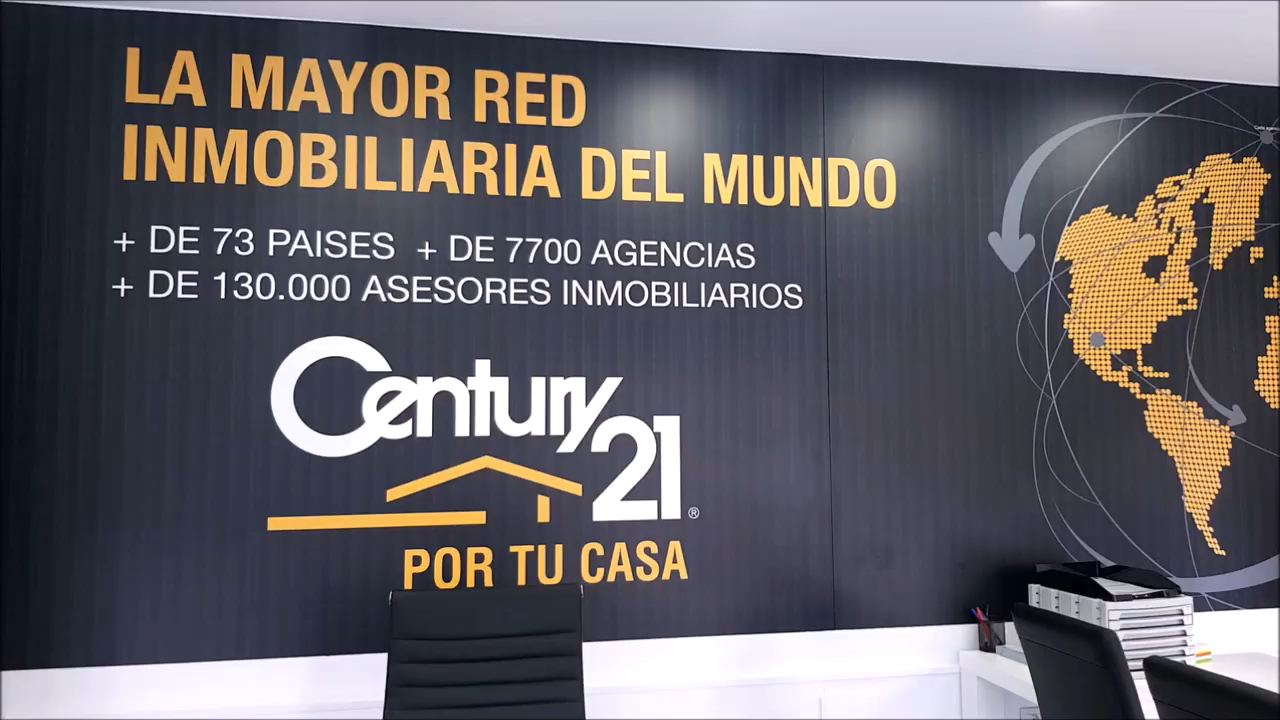 LA MAYOR RED
INMOBILIARIA DEL MUNDO
+ DE 73 PAISES + DE 7700 AGENCIAS
+ DE 130.000 ASESORES INMOBILIARIOS
Century
21®
POR TU CASA